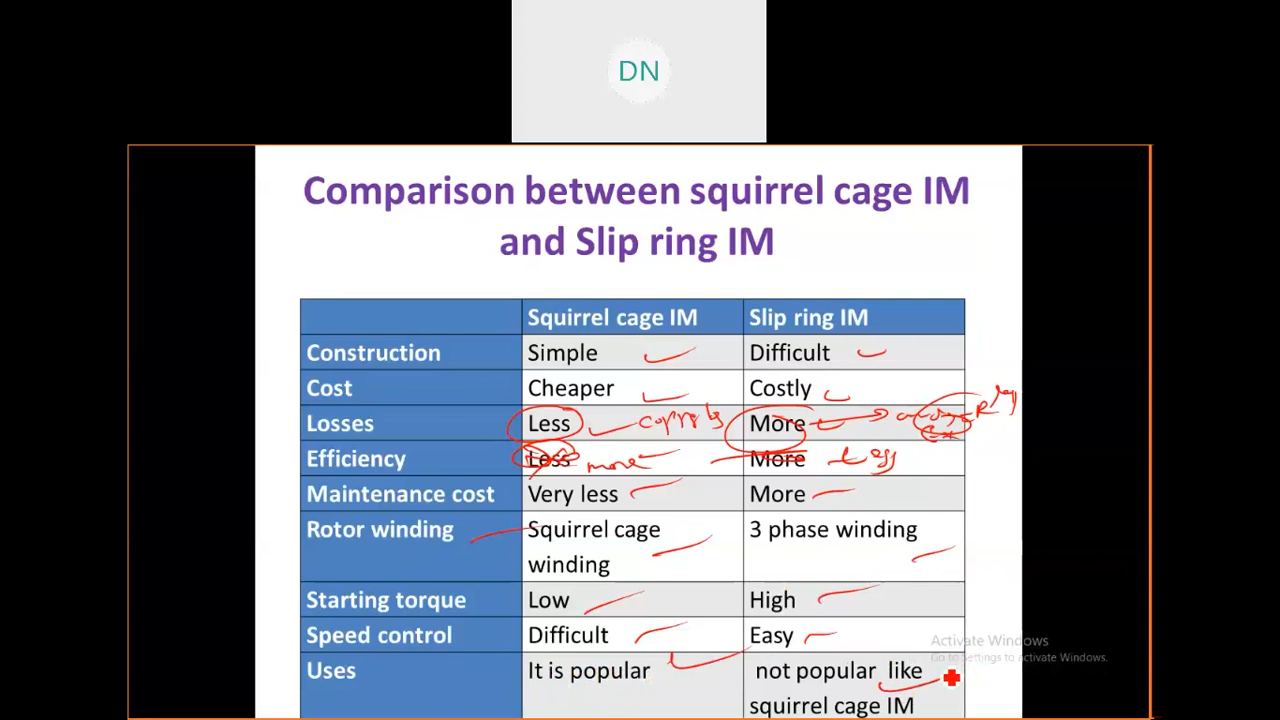 DN
Comparison between squirrel cage IM
and Slip ring IM
Squirrel cage IM Slip ring IM
Construction Simple Difficult
Cost Cheaper Costly
Losses Less More
Efficiency Less more More Less
Maintenance cost Very less More
Rotor winding Squirrel cage 3 phase winding
winding
Starting torque Low High
Speed control Difficult Easy
Activate Windows
Go to Settings to activate Windows.
Uses It is popular not popular like
squirrel cage IM